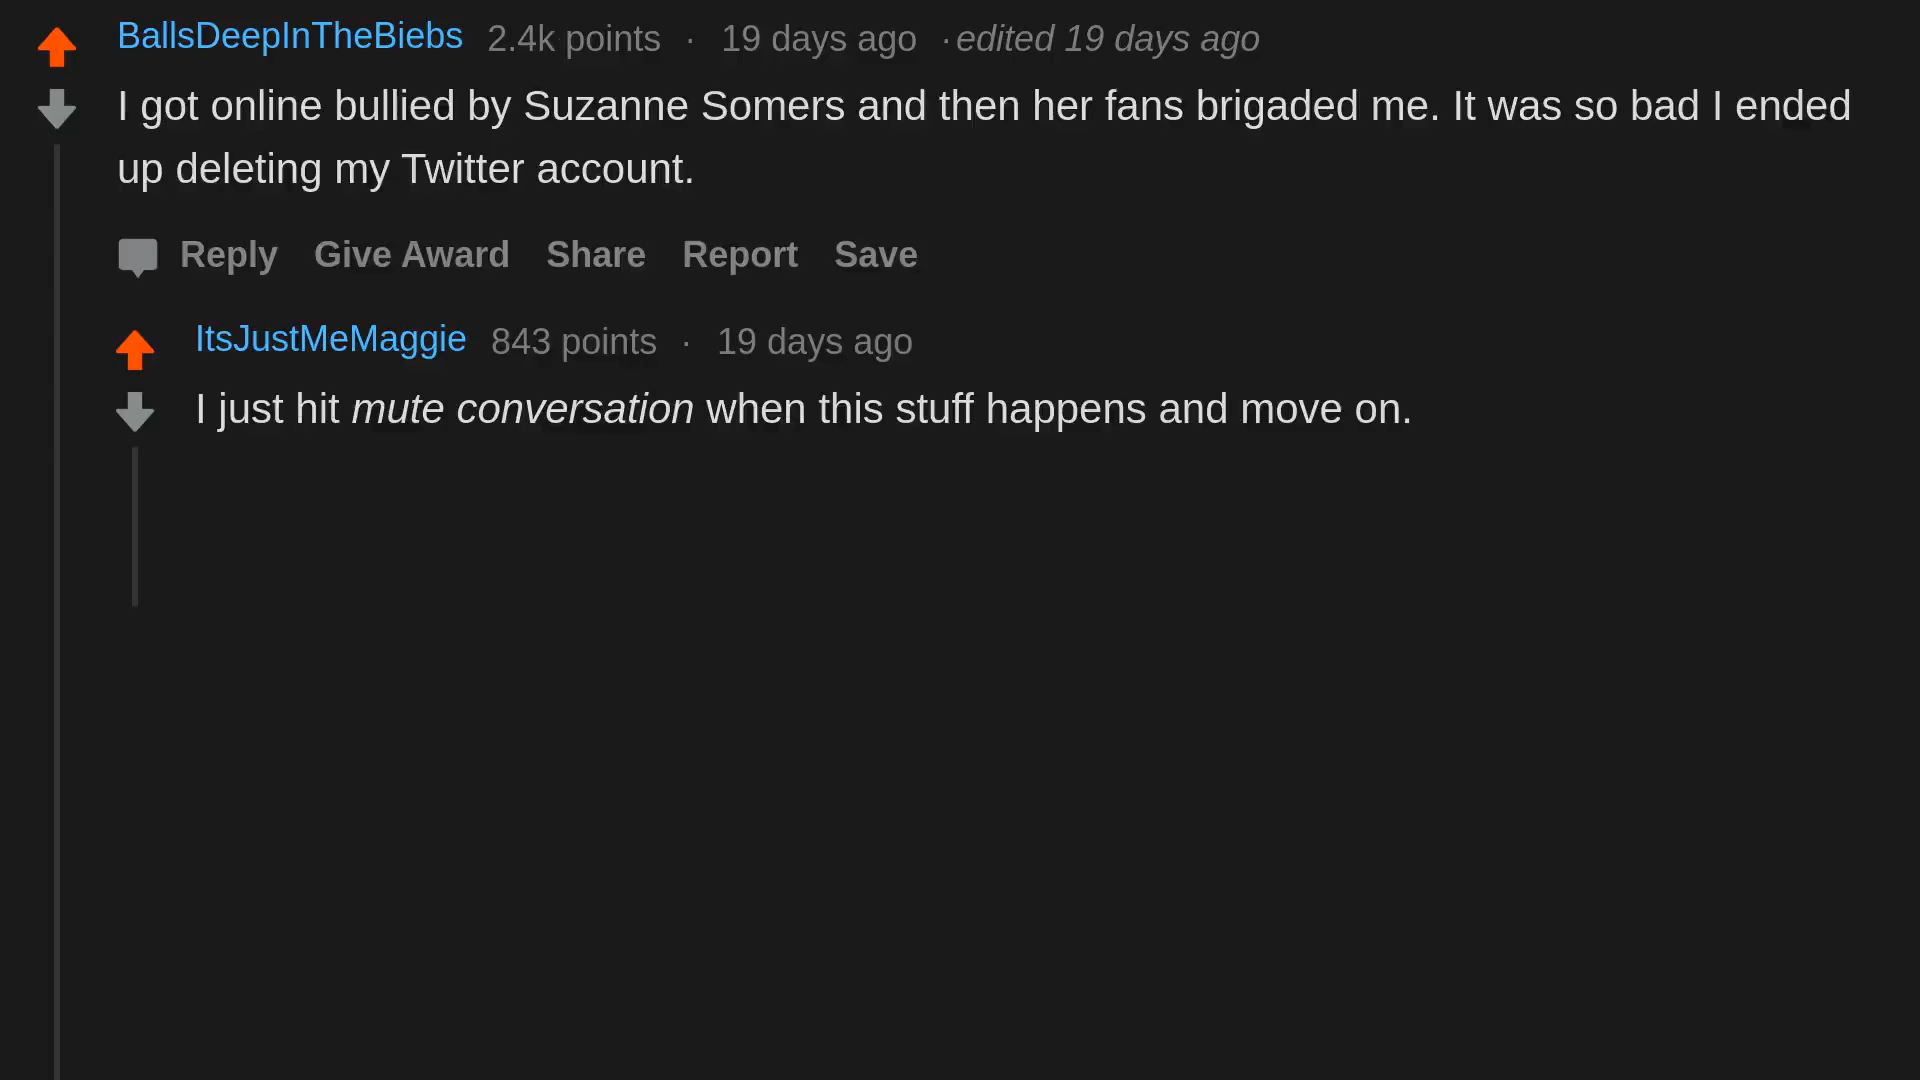 BallsDeepInTheBiebs 2.4k points · 19 days ago · edited 19 days ago
I got online bullied by Suzanne Somers and then her fans brigaded me. It was so bad I ended
up deleting my Twitter account.
Reply Give Award Share Report Save
ItsJustMeMaggie 843 points · 19 days ago
I just hit mute conversation when this stuff happens and move on.